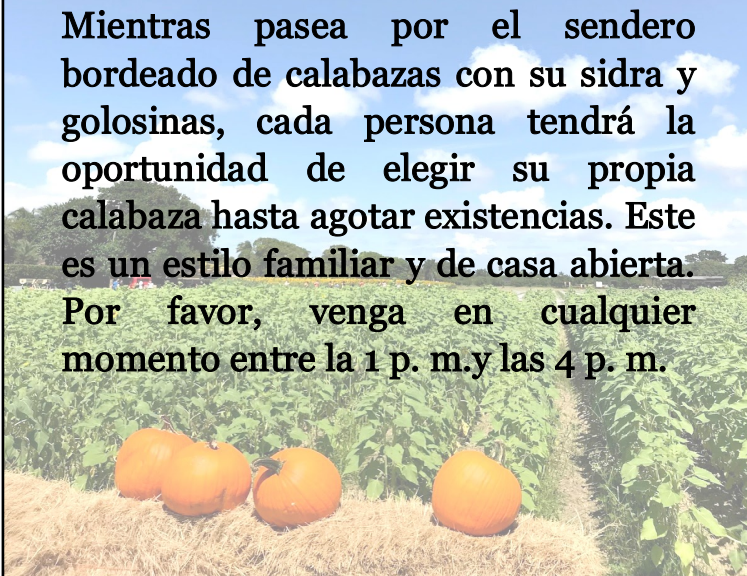 Mientras pasea por el sendero
bordeado de calabazas con su sidra y
golosinas, cada persona tendrá la
oportunidad de elegir su propia
calabaza hasta agotar existencias. Este
es un estilo familiar y de casa abierta.
Por favor, venga en cualquier
momento entre la 1 p. m.y las 4 p. m.